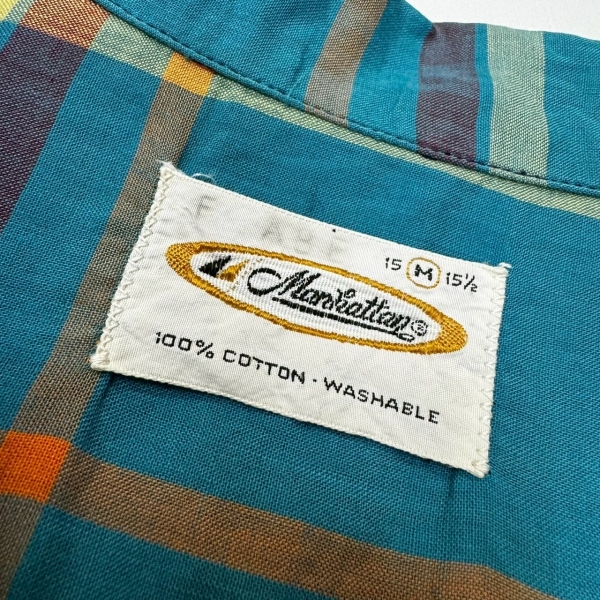 15 M 15½
Manhattan®
100% COTTON · WASHABLE